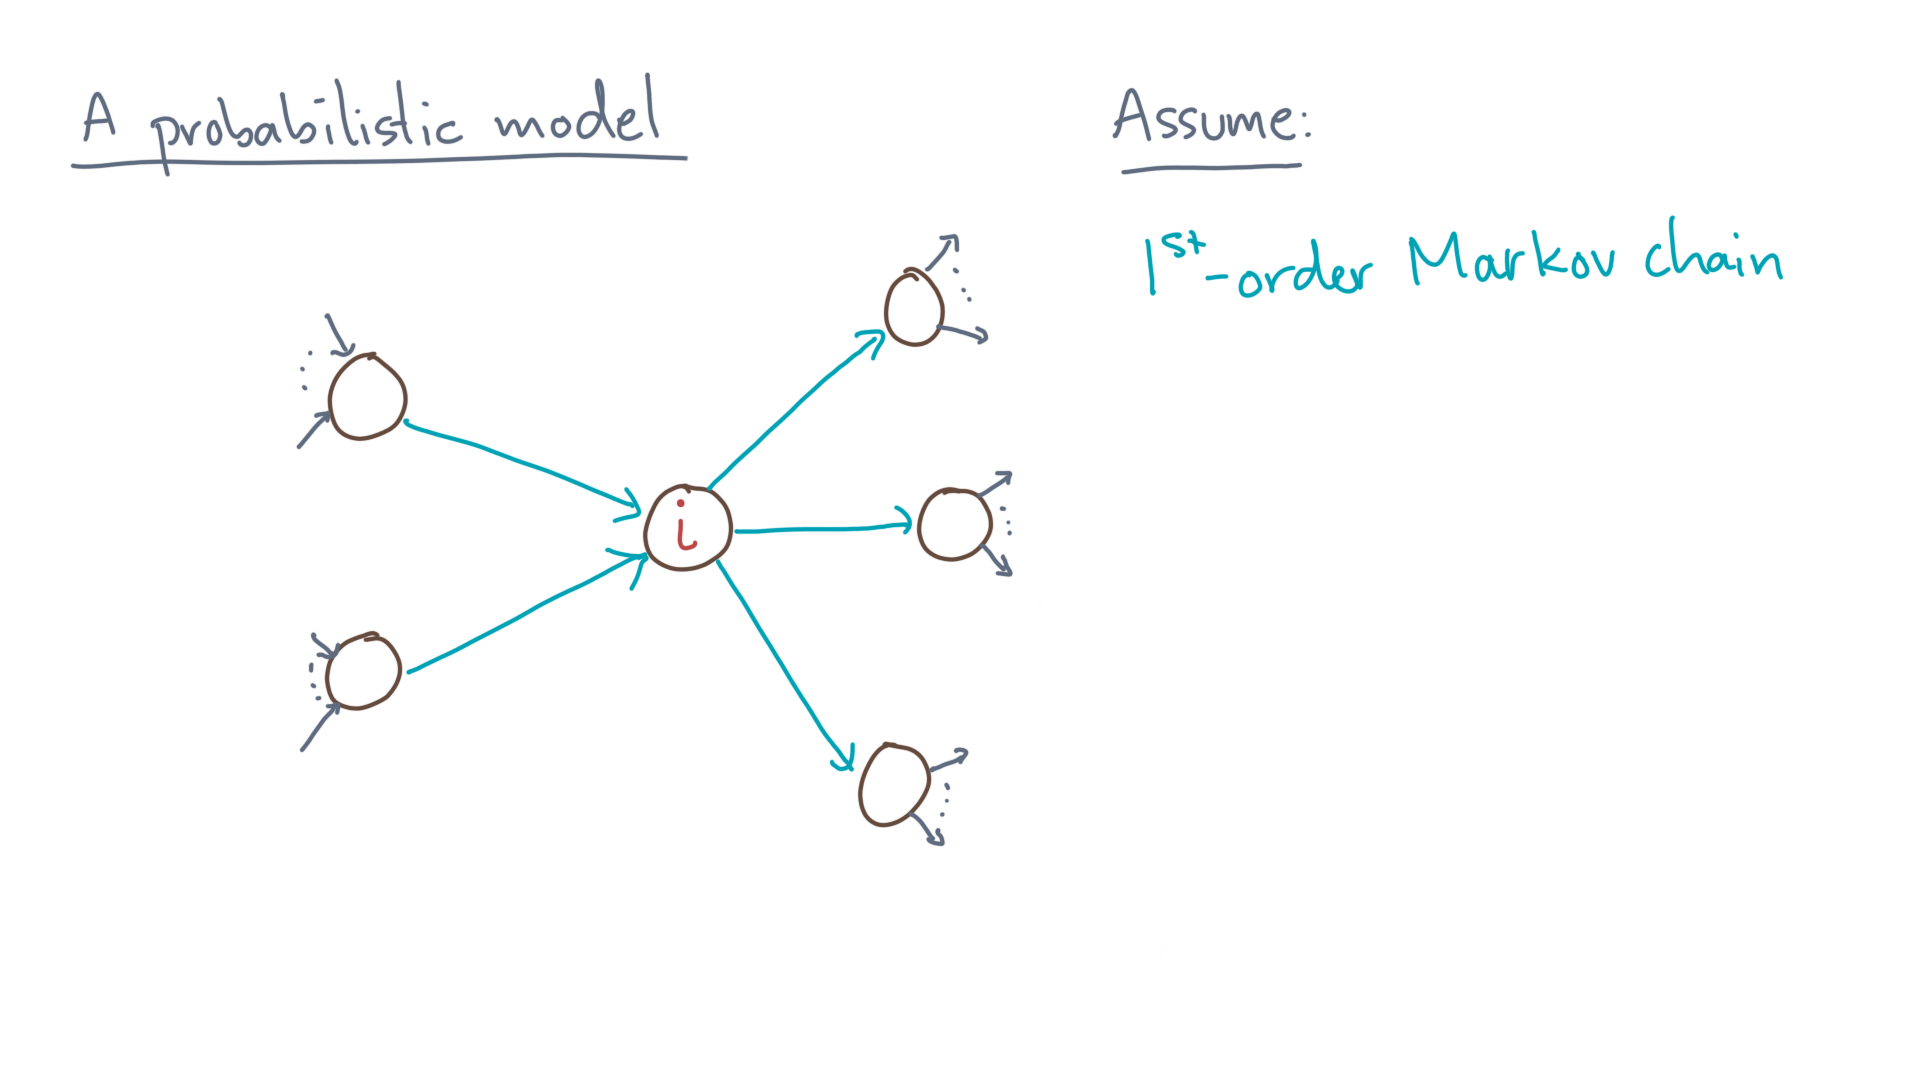 A probabilistic model
Assume:
1st-order Markov chain
i